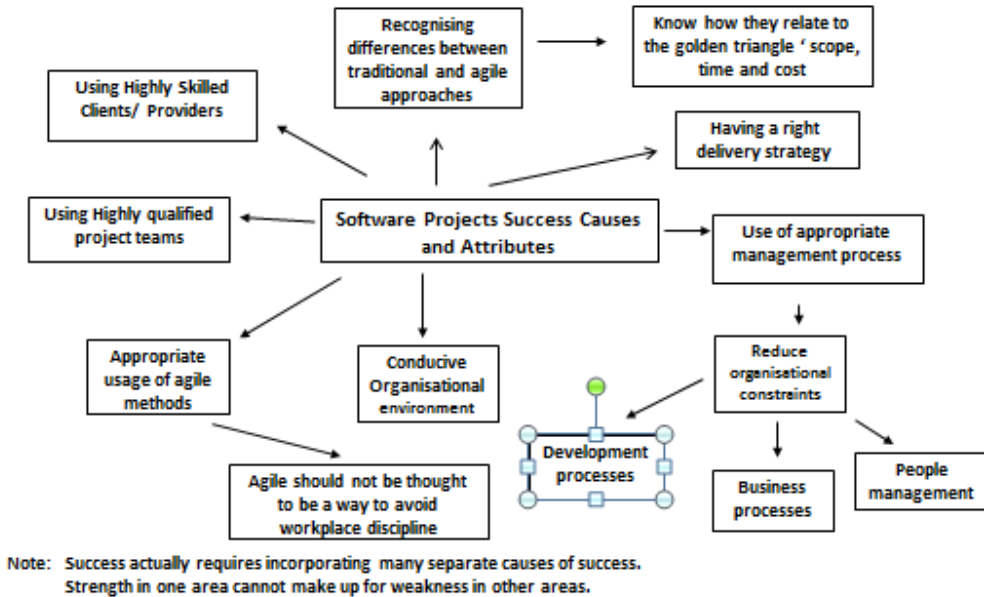 Recognising
differences between
traditional and agile
approaches
Know how they relate to
the golden triangle ‘ scope,
time and cost
Using Highly Skilled
Clients/ Providers
Having a right
delivery strategy
Using Highly qualified
project teams
Software Projects Success Causes
and Attributes
Use of appropriate
management process
Appropriate
usage of agile
methods
Conducive
Organisational
environment
Reduce
organisational
constraints
Development
processes
Agile should not be thought
to be a way to avoid
workplace discipline
Business
processes
People
management
Note: Success actually requires incorporating many separate causes of success.
Strength in one area cannot make up for weakness in other areas.